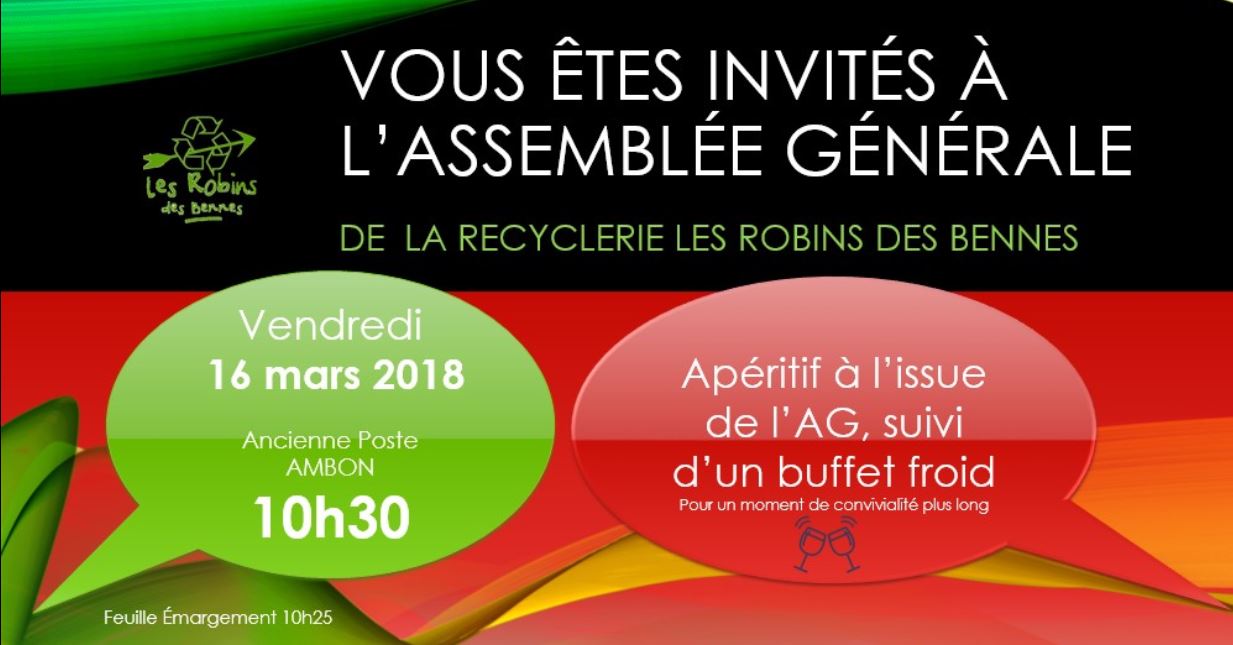 VOUS ÊTES INVITÉS À
L'ASSEMBLÉE GÉNÉRALE
Les Robins
des Bennes
DE LA RECYCLERIE LES ROBINS DES BENNES
Vendredi
16 mars 2018
Ancienne Poste
AMBON
10h30
Apéritif à l'issue
de l'AG, suivi
d'un buffet froid
Pour un moment de convivialité plus long
Feuille Émargement 10h25